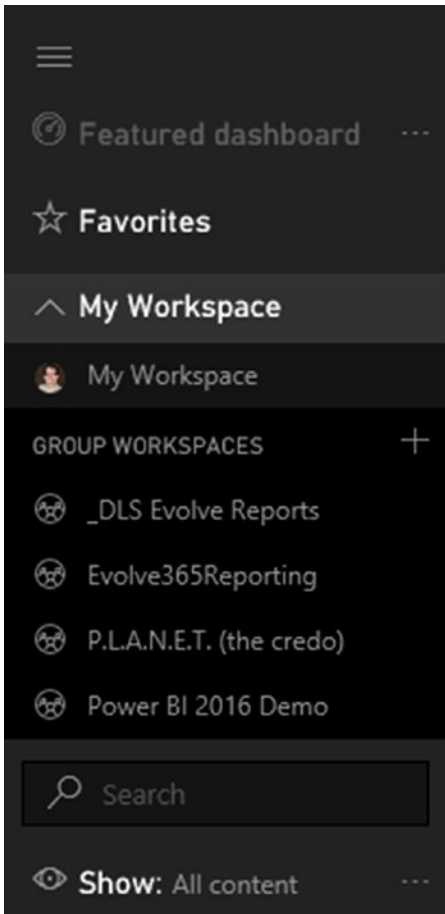 Featured dashboard
Favorites
My Workspace
My Workspace
GROUP WORKSPACES
_DLS Evolve Reports
Evolve365Reporting
P.L.A.N.E.T. (the credo)
Power BI 2016 Demo
Search
Show: All content